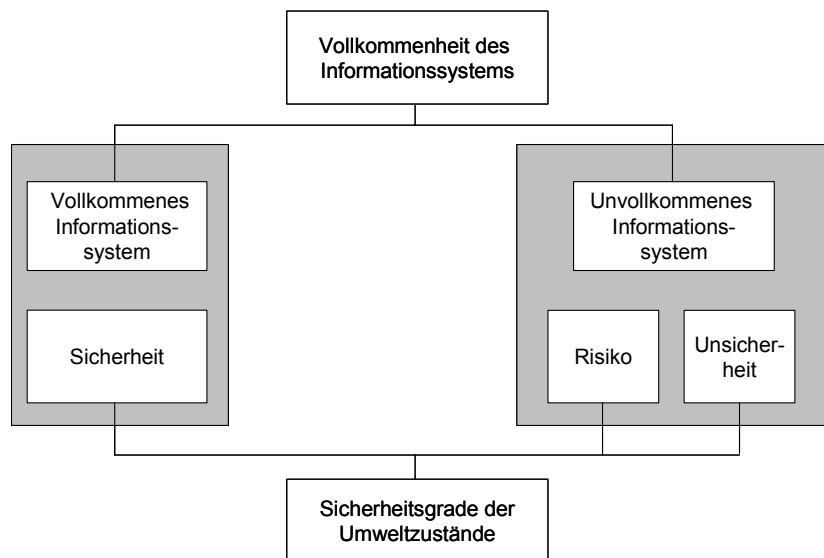 Vollkommenheit des
Informationssystems
Vollkommenes
Informations-
system
Unvollkommenes
Informations-
system
Sicherheit
Risiko
Unsicher-
heit
Sicherheitsgrade der
Umweltzustände